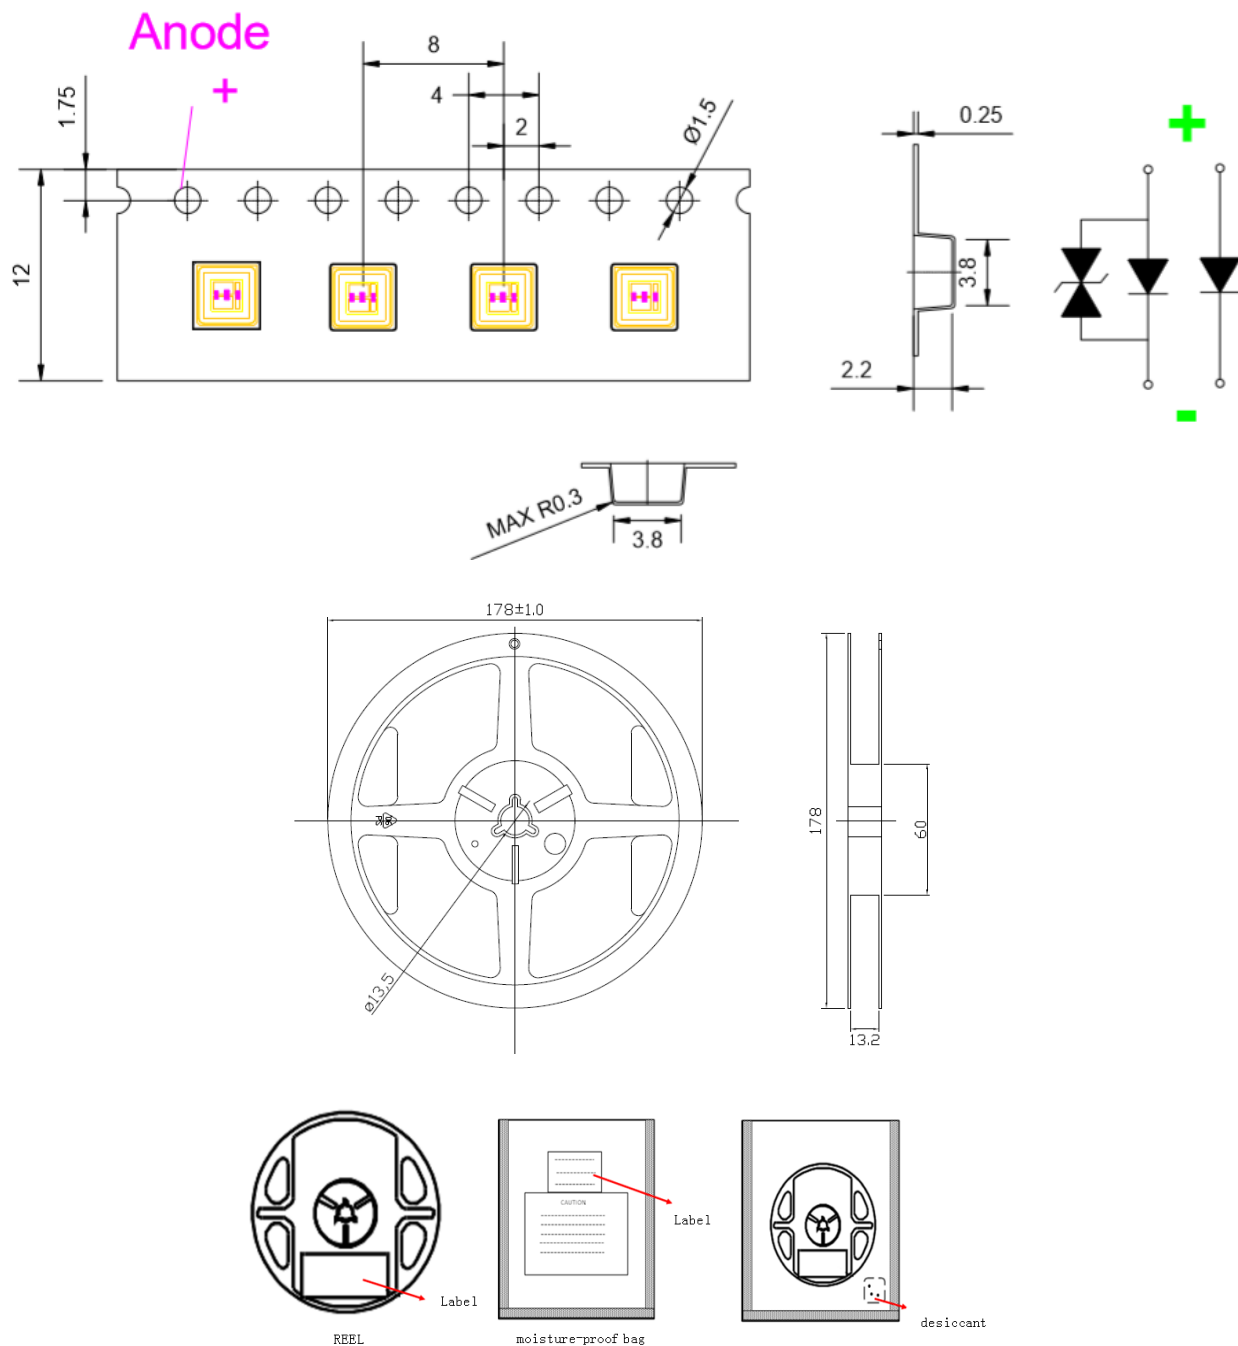 Anode
+
8
4
2
1.75
Ø1.5
12
0.25
3.8
2.2
+
-
MAX R0.3
3.8
178±1.0
ø13,5
178
60
13.2
Label
REEL
CAUTION
Label
moisture-proof bag
desiccant